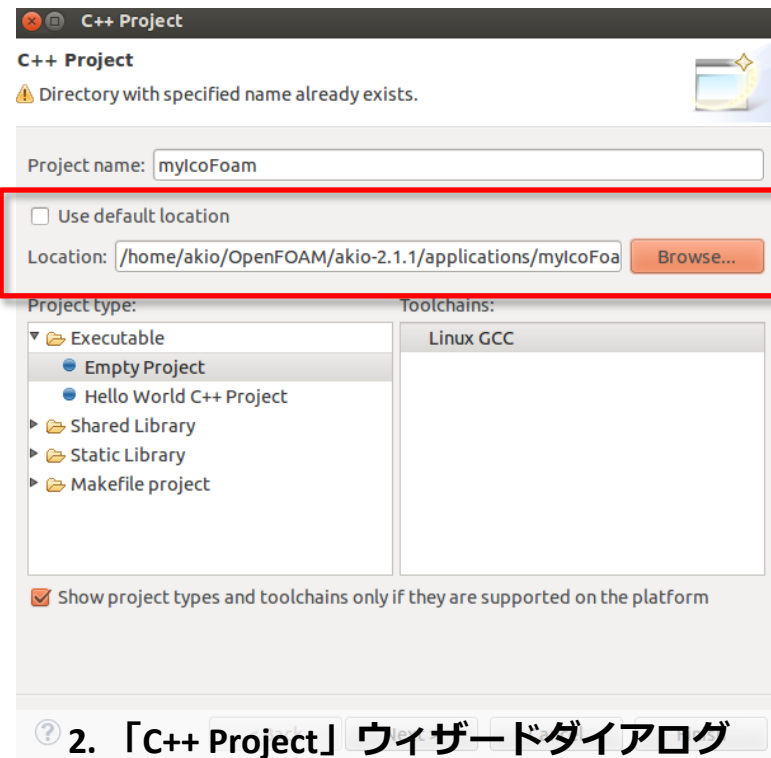 C++ Project
C++ Project
Directory with specified name already exists.
Project name: myIcoFoam
Use default location
Location: /home/akio/OpenFOAM/akio-2.1.1/applications/myIcoFoa Browse...
Project type: Toolchains:
Executable Linux GCC
Empty Project
Hello World C++ Project
Shared Library
Static Library
Makefile project
Show project types and toolchains only if they are supported on the platform
2. 「C++ Project」ウィザードダイアログ